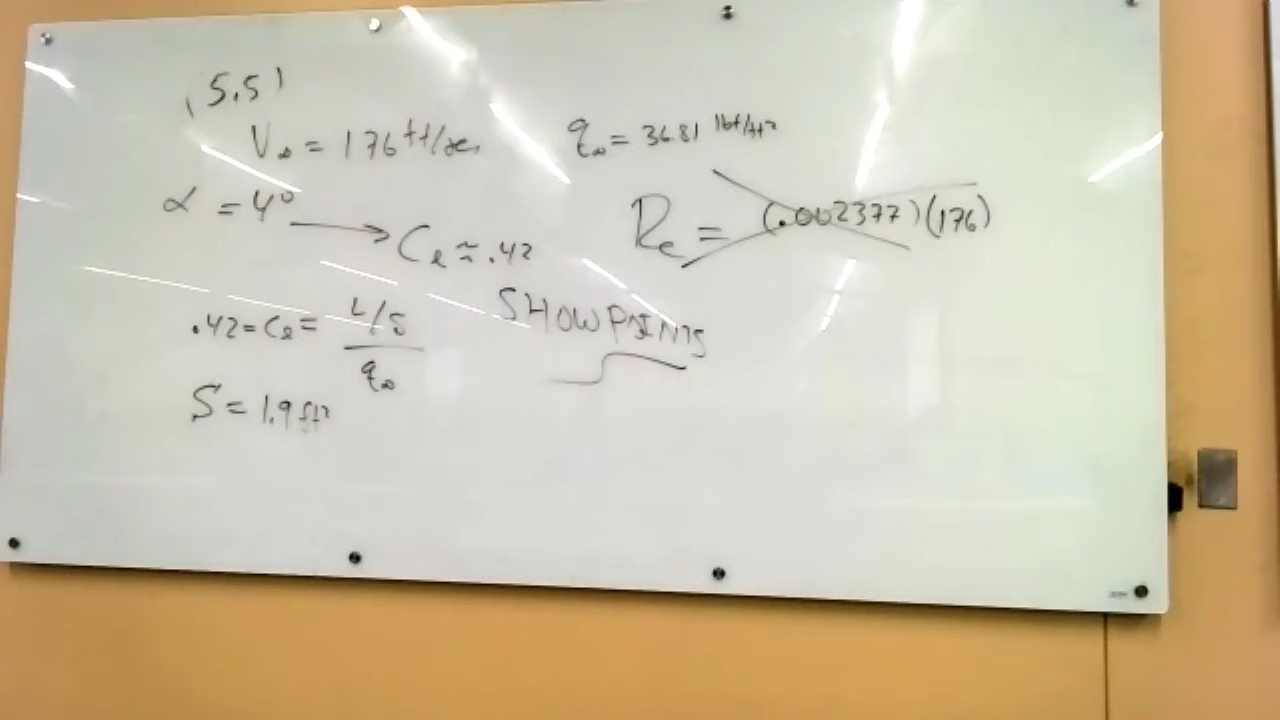 (5.5)
V∞ = 176 ft/sec, q∞ = 36.81 lbf/ft²
α = 4° → Cℓ ≈ .42
Re = (.002377)(176)
SHOW POINTS
.42 = Cℓ = L/S / q∞
S = 1.9 ft²